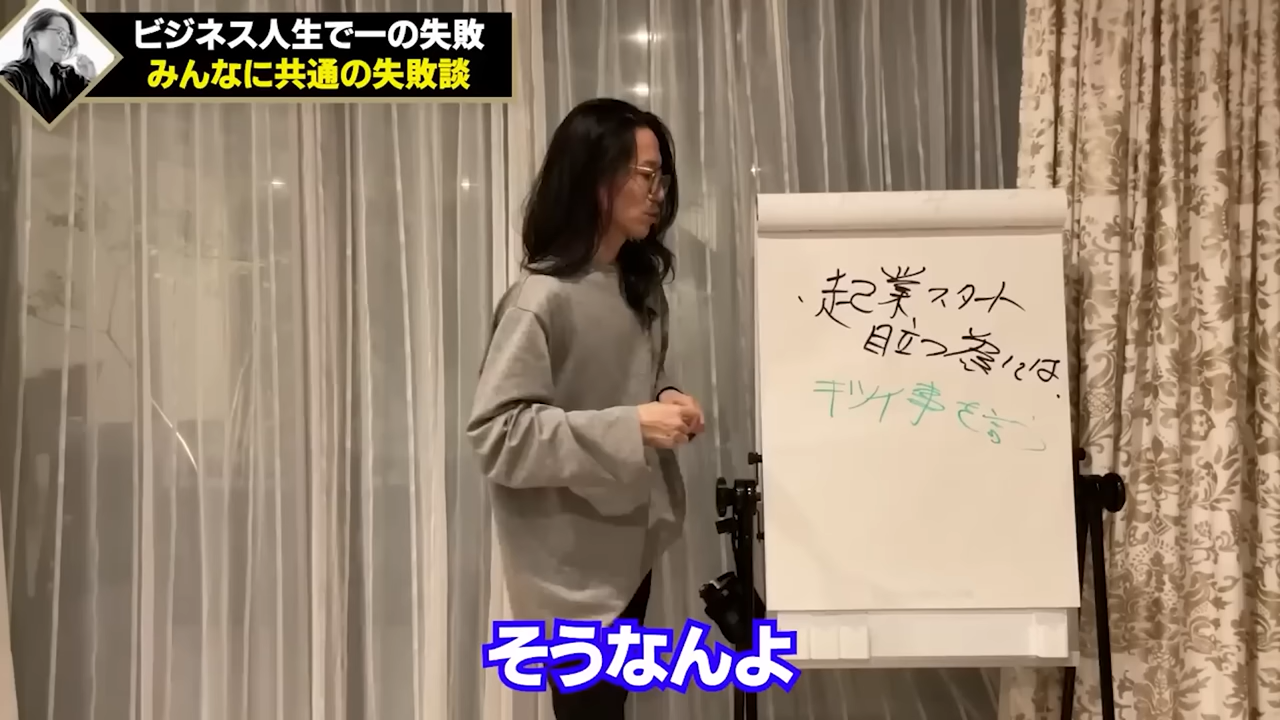 ビジネス人生で一の失敗
みんなに共通の失敗談
・起業スタート
目立つ為には、
キツイ事を言う
そうなんよ